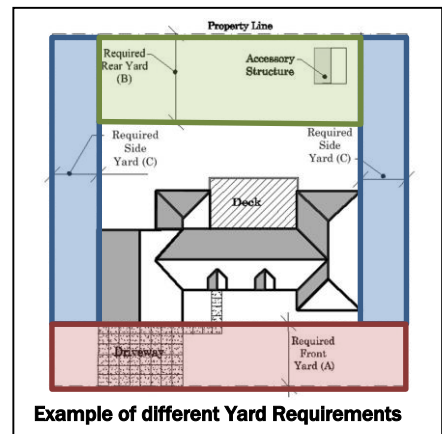 Property Line
Required
Rear Yard
(B)
Accessory
Structure
Required
Side
Yard (C)
Required
Side
Yard (C)
Deck
Driveway
Required
Front
Yard (A)
Example of different Yard Requirements